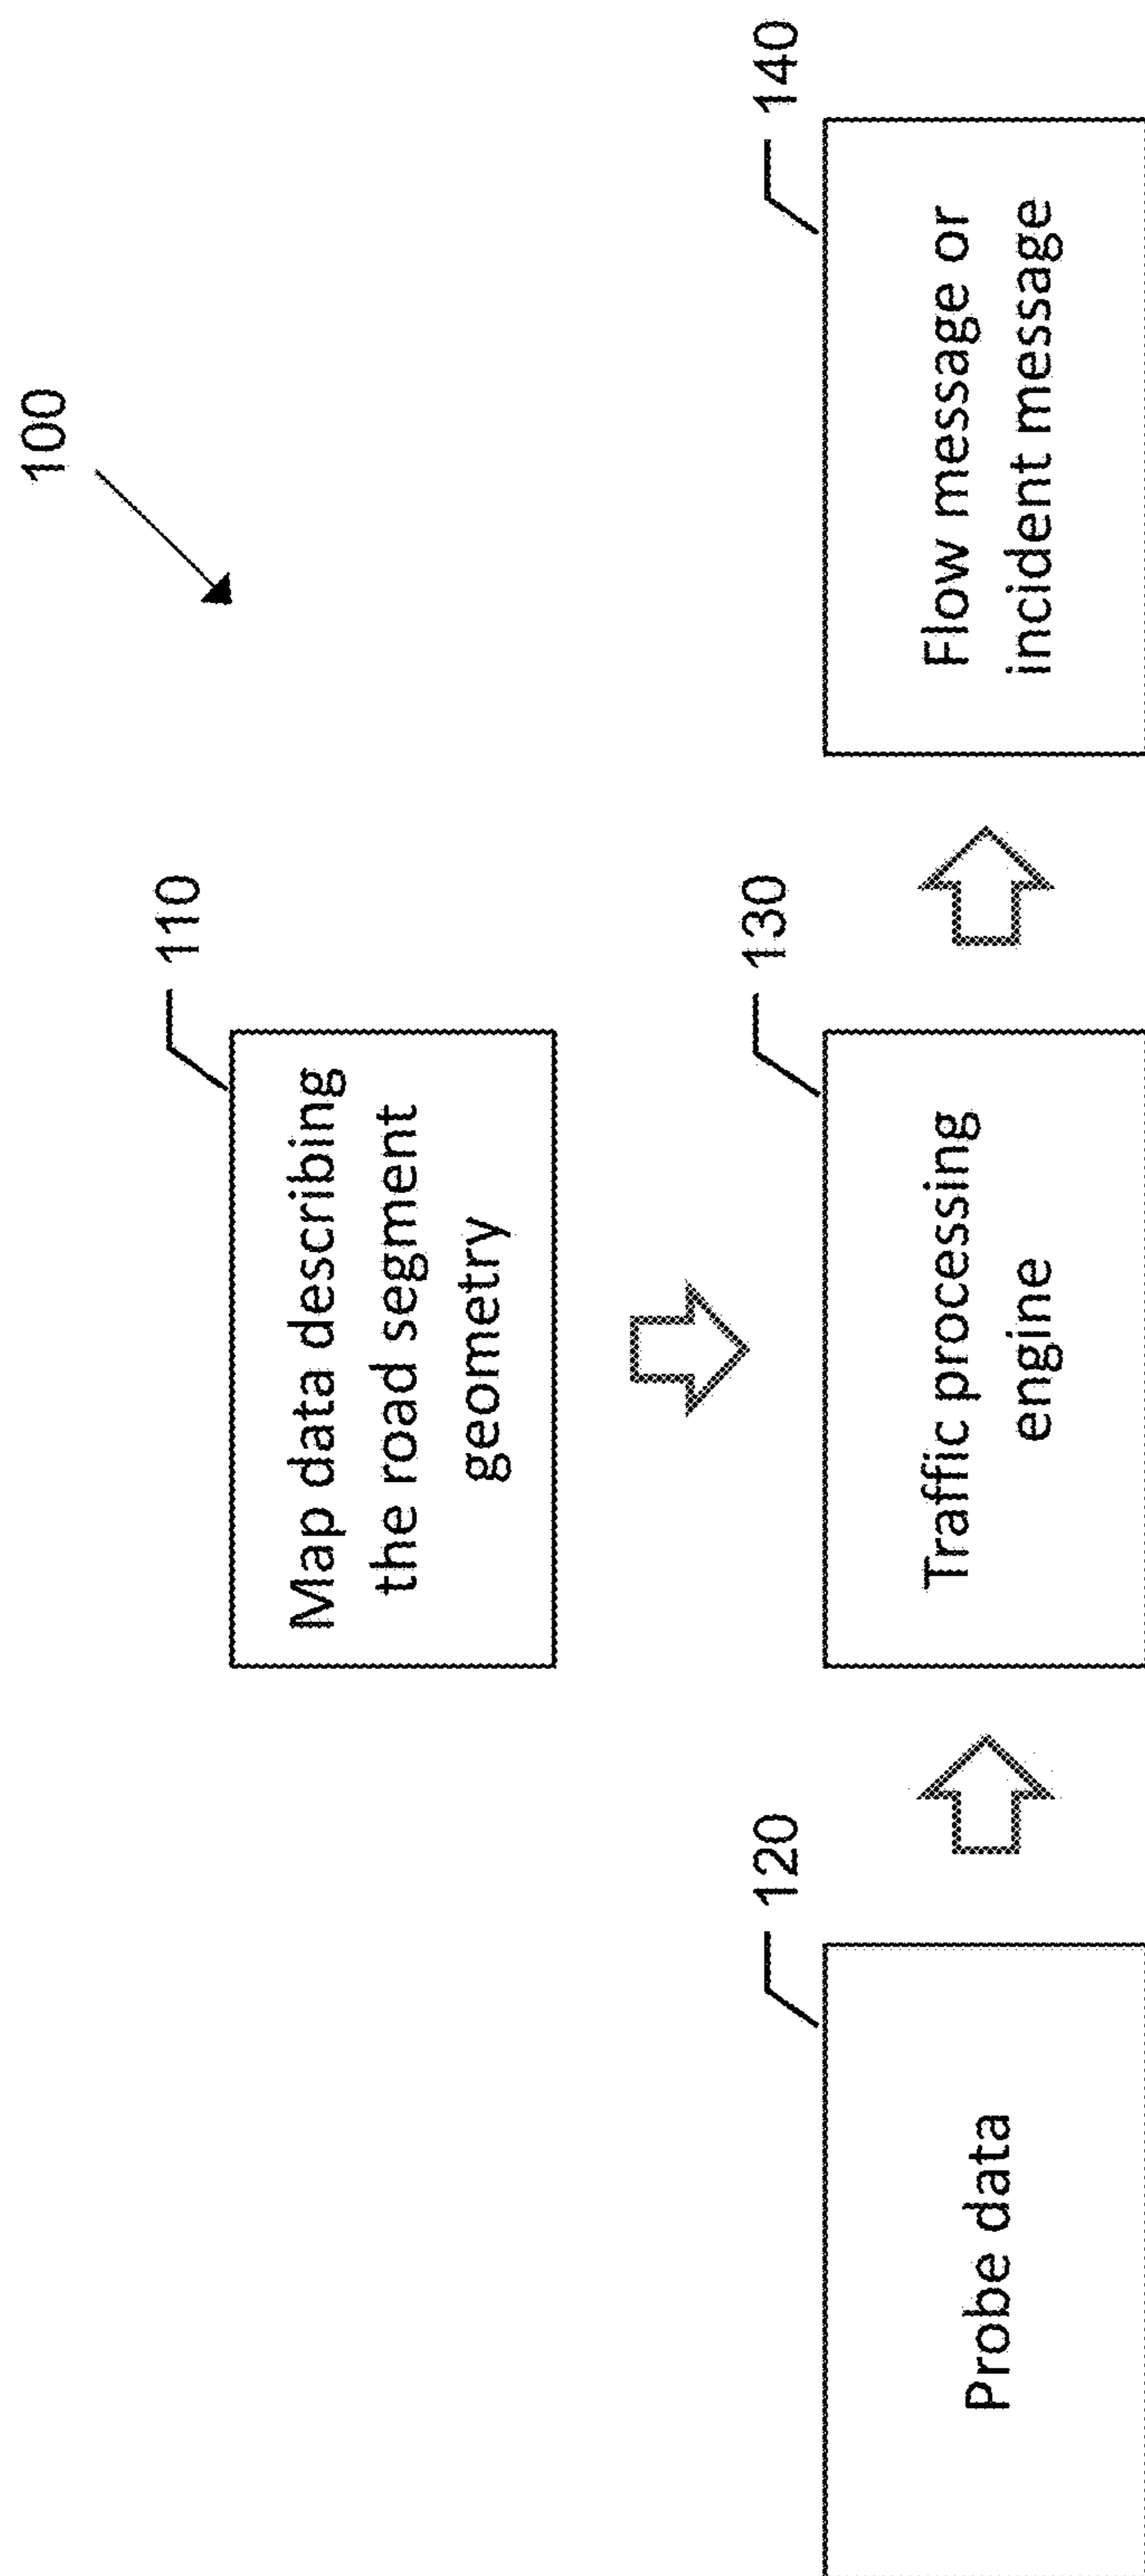 100
110
Map data describing
the road segment
geometry
120
Probe data
130
Traffic processing
engine
140
Flow message or
incident message